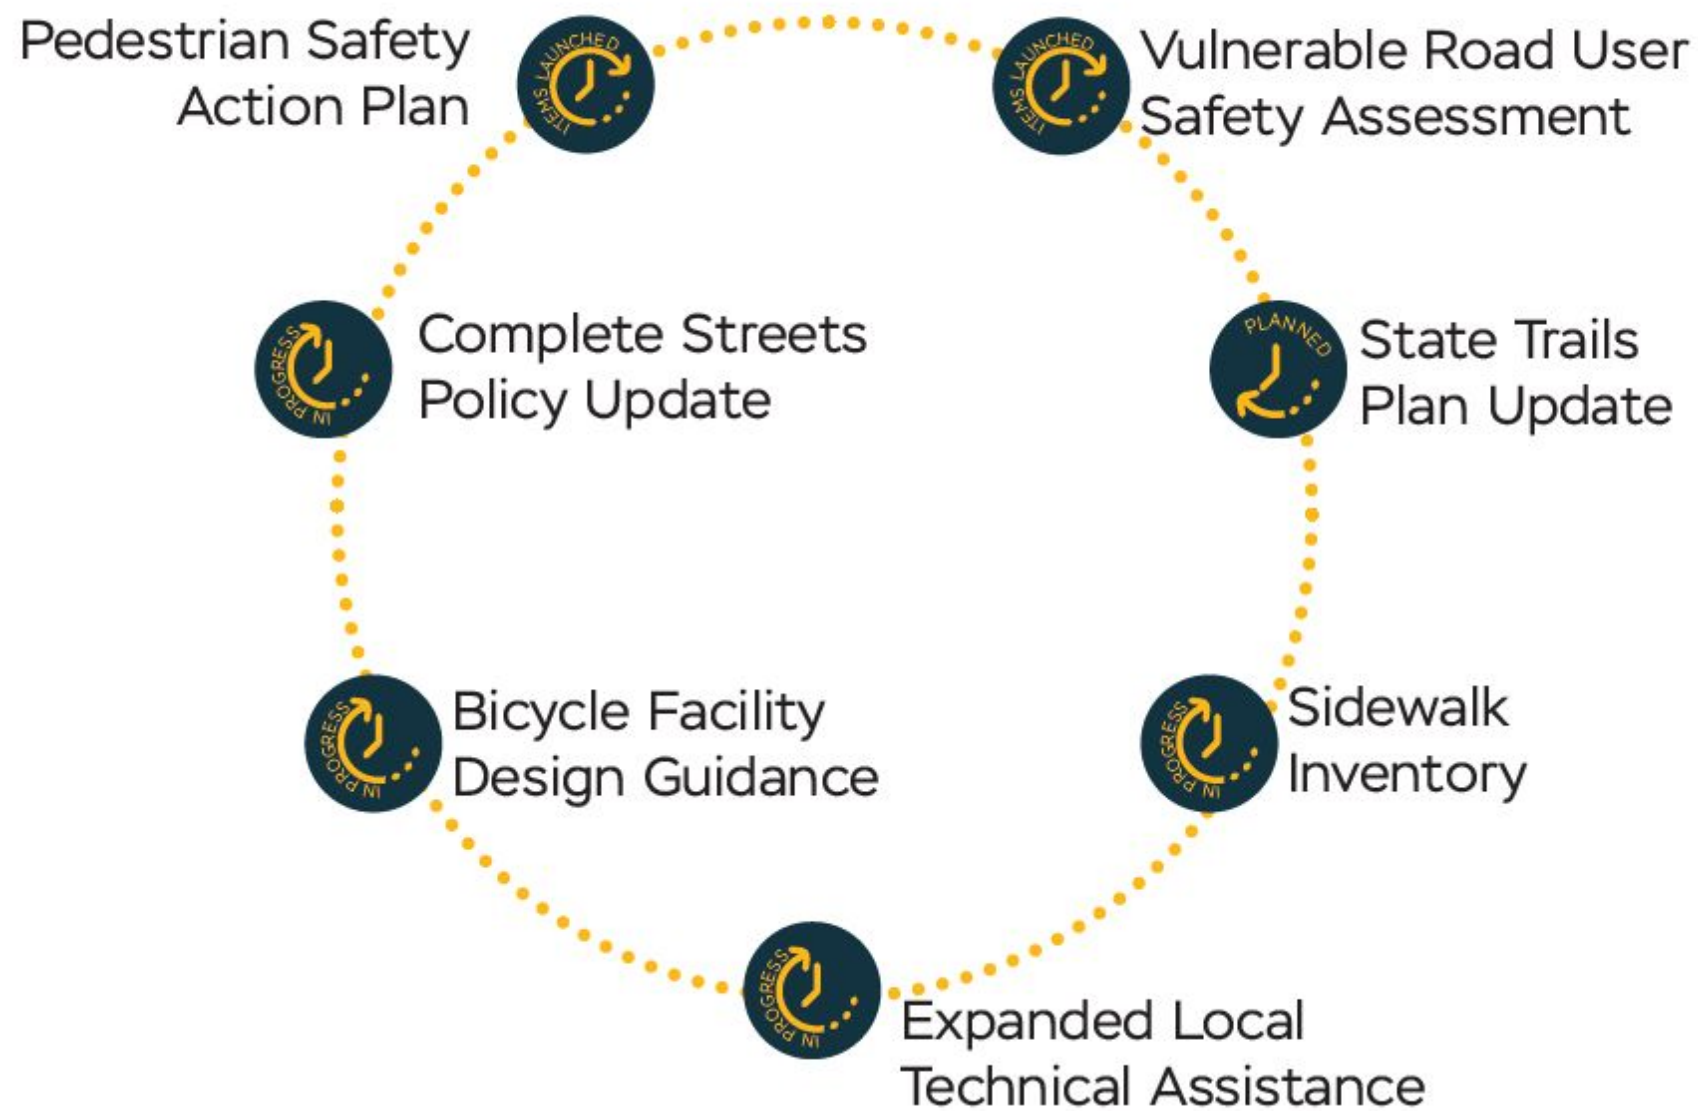 Pedestrian Safety
Action Plan
ITEMS LAUNCHED
ITEMS LAUNCHED
Vulnerable Road User
Safety Assessment
IN PROGRESS
Complete Streets
Policy Update
PLANNED
State Trails
Plan Update
IN PROGRESS
Bicycle Facility
Design Guidance
IN PROGRESS
Sidewalk
Inventory
IN PROGRESS
Expanded Local
Technical Assistance